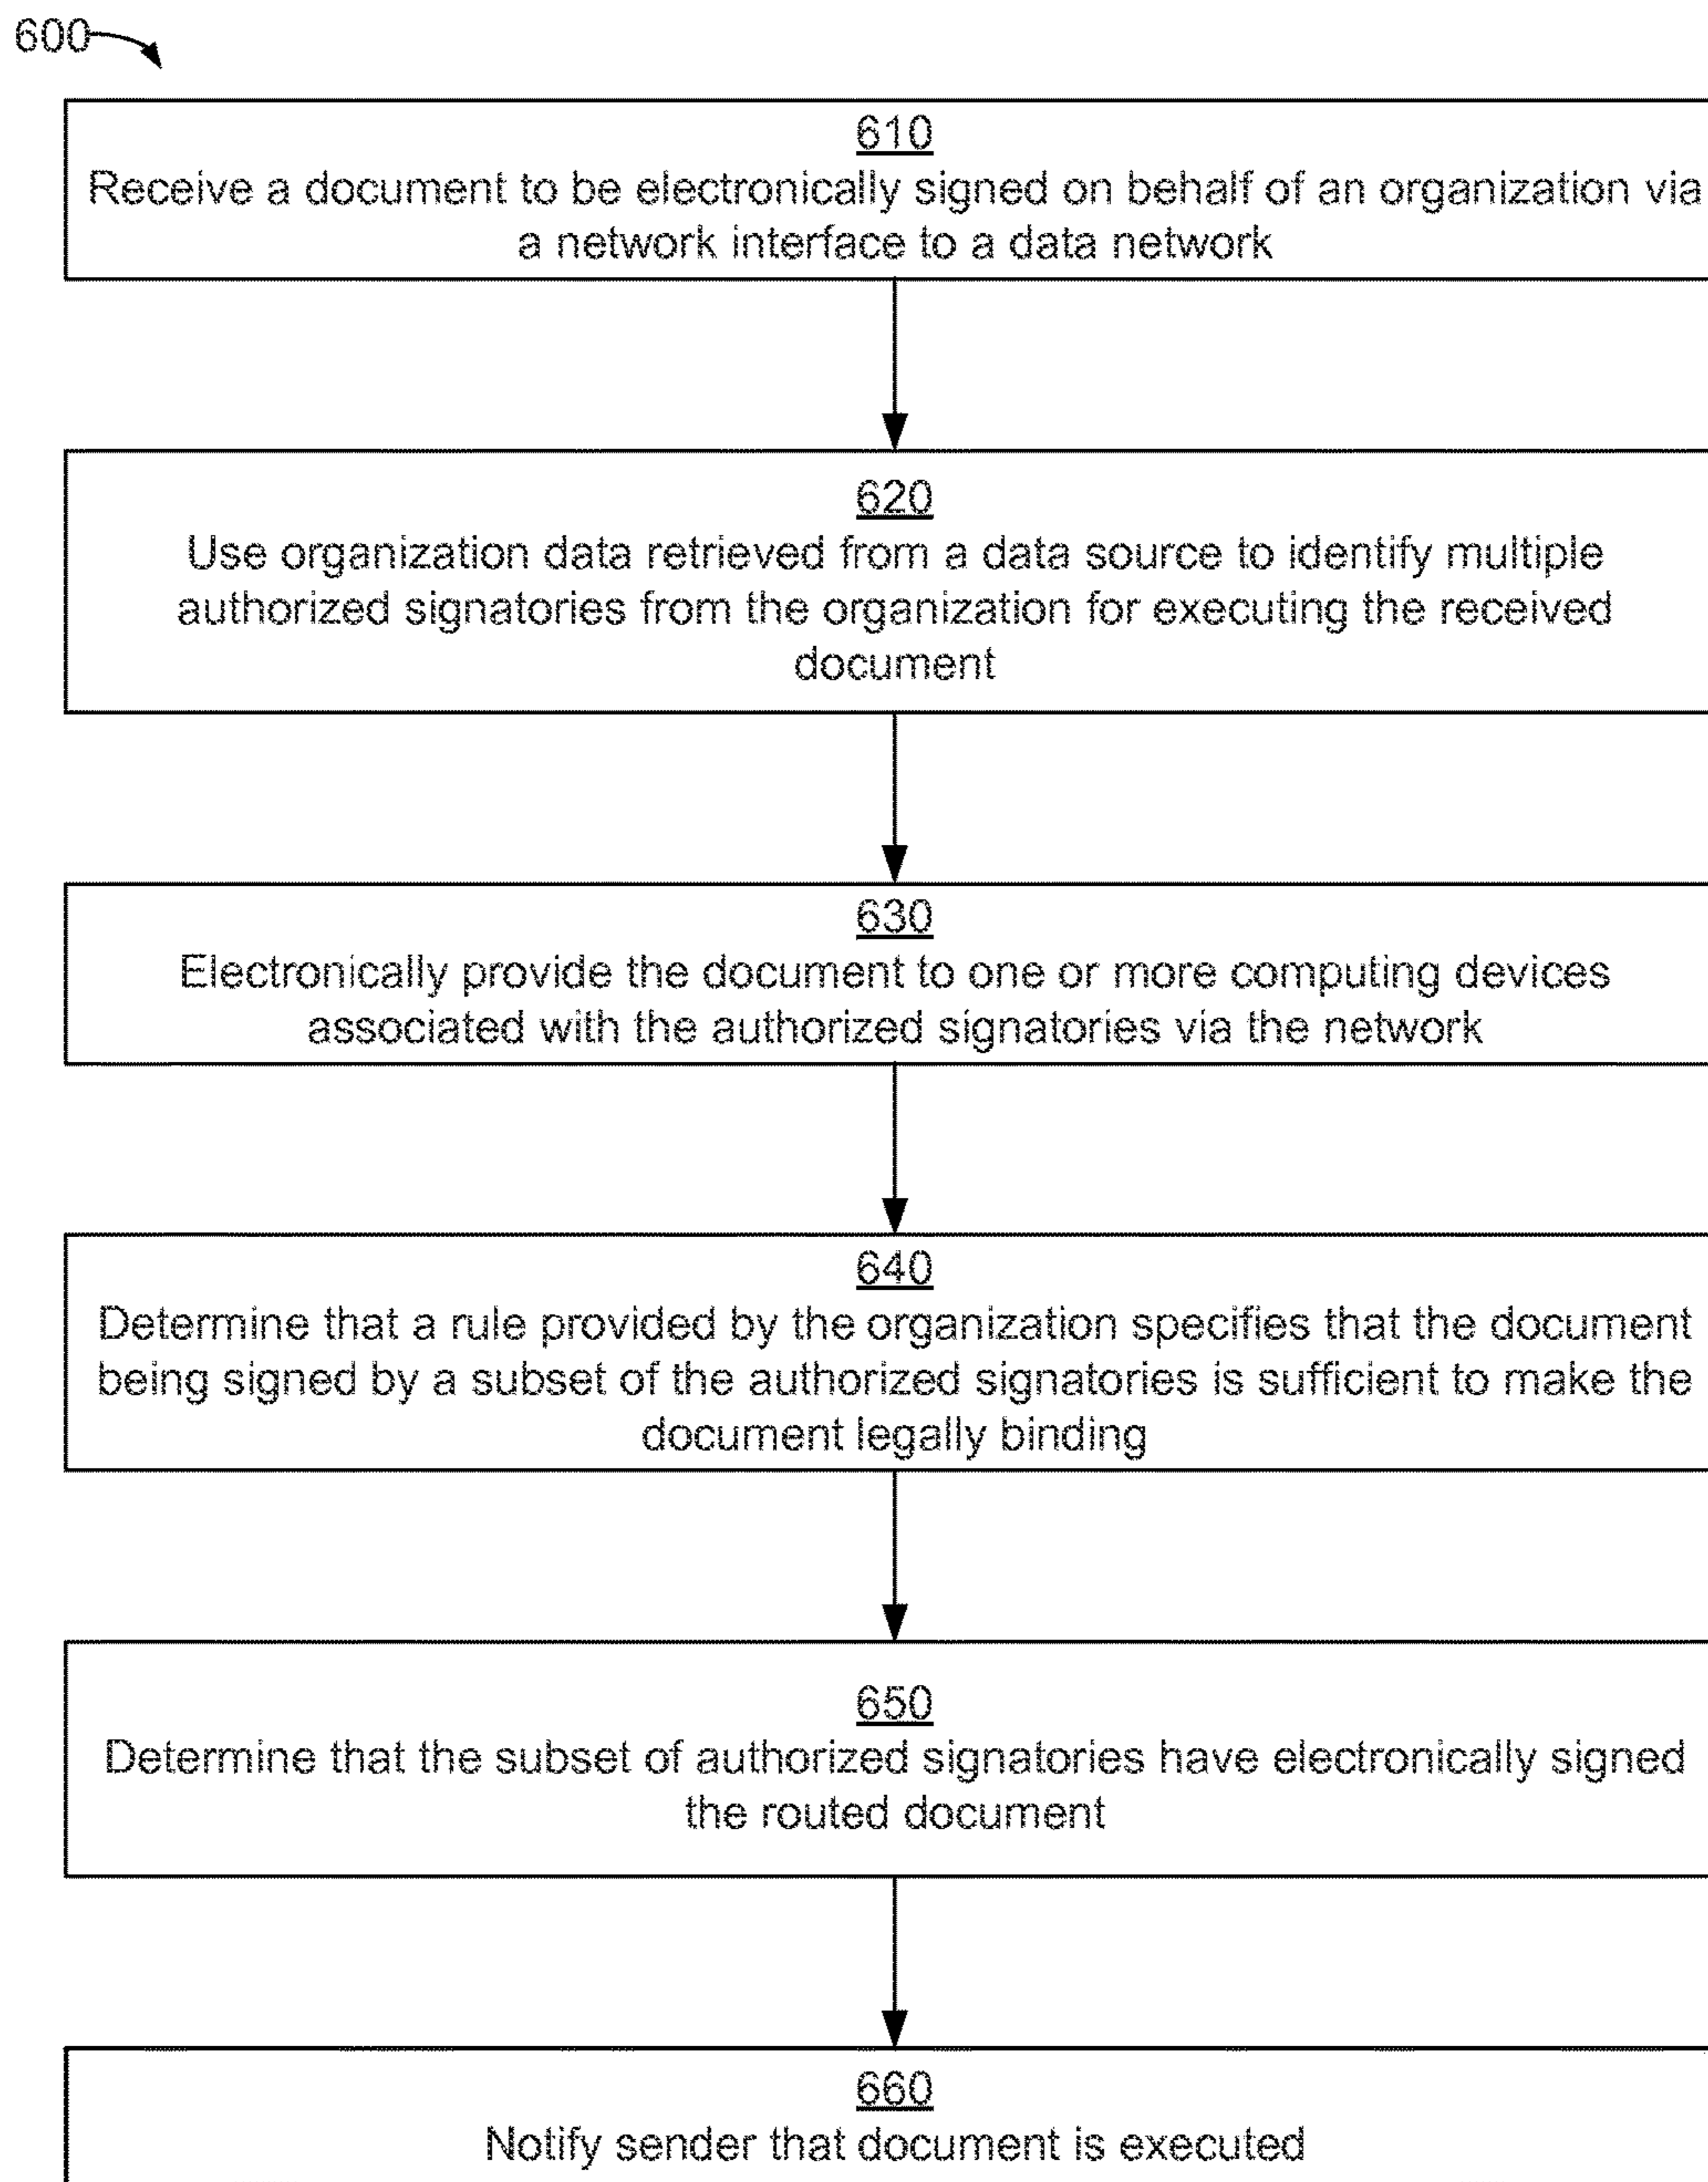 600
610
Receive a document to be electronically signed on behalf of an organization via
a network interface to a data network
620
Use organization data retrieved from a data source to identify multiple
authorized signatories from the organization for executing the received
document
630
Electronically provide the document to one or more computing devices
associated with the authorized signatories via the network
640
Determine that a rule provided by the organization specifies that the document
being signed by a subset of the authorized signatories is sufficient to make the
document legally binding
650
Determine that the subset of authorized signatories have electronically signed
the routed document
660
Notify sender that document is executed